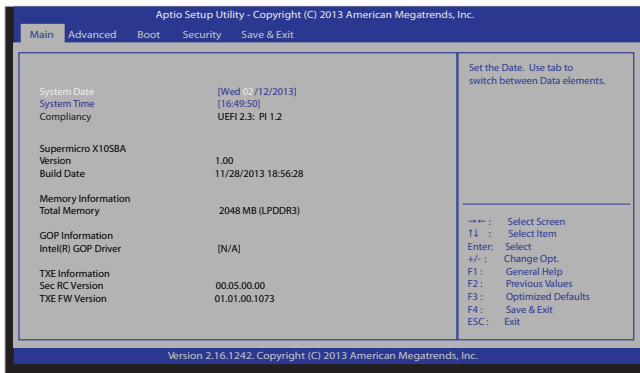 Aptio Setup Utility - Copyright (C) 2013 American Megatrends, Inc.
Main Advanced Boot Security Save & Exit
System Date [Wed 02/12/2013]
System Time [16:49:50]
Compliancy UEFI 2.3: PI 1.2
Supermicro X10SBA
Version 1.00
Build Date 11/28/2013 18:56:28
Memory Information
Total Memory 2048 MB (LPDDR3)
GOP Information
Intel(R) GOP Driver [N/A]
TXE Information
Sec RC Version 00.05.00.00
TXE FW Version 01.01.00.1073
Set the Date. Use tab to
switch between Data elements.
→← : Select Screen
↑↓ : Select Item
Enter: Select
+/- : Change Opt.
F1 : General Help
F2 : Previous Values
F3 : Optimized Defaults
F4 : Save & Exit
ESC : Exit
Version 2.16.1242. Copyright (C) 2013 American Megatrends, Inc.